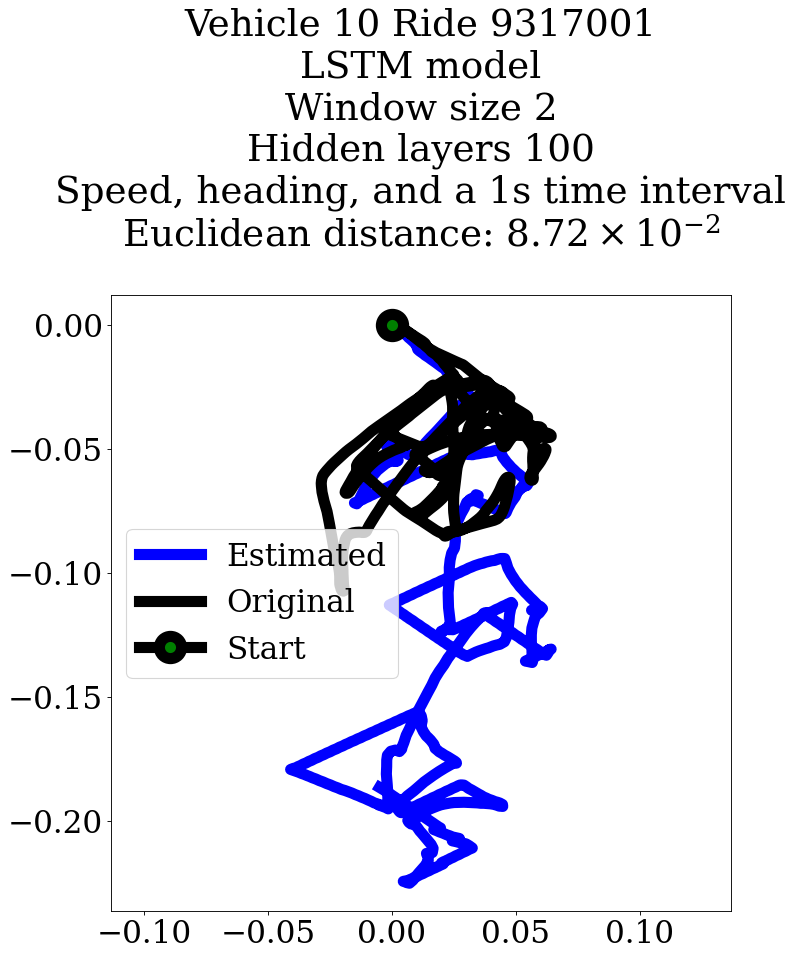 Vehicle 10 Ride 9317001
LSTM model
Window size 2
Hidden layers 100
Speed, heading, and a 1s time interval
Euclidean distance: 8.72 × 10⁻²
0.00
−0.05
−0.10
−0.15
−0.20
Estimated
Original
Start
−0.10 −0.05 0.00 0.05 0.10